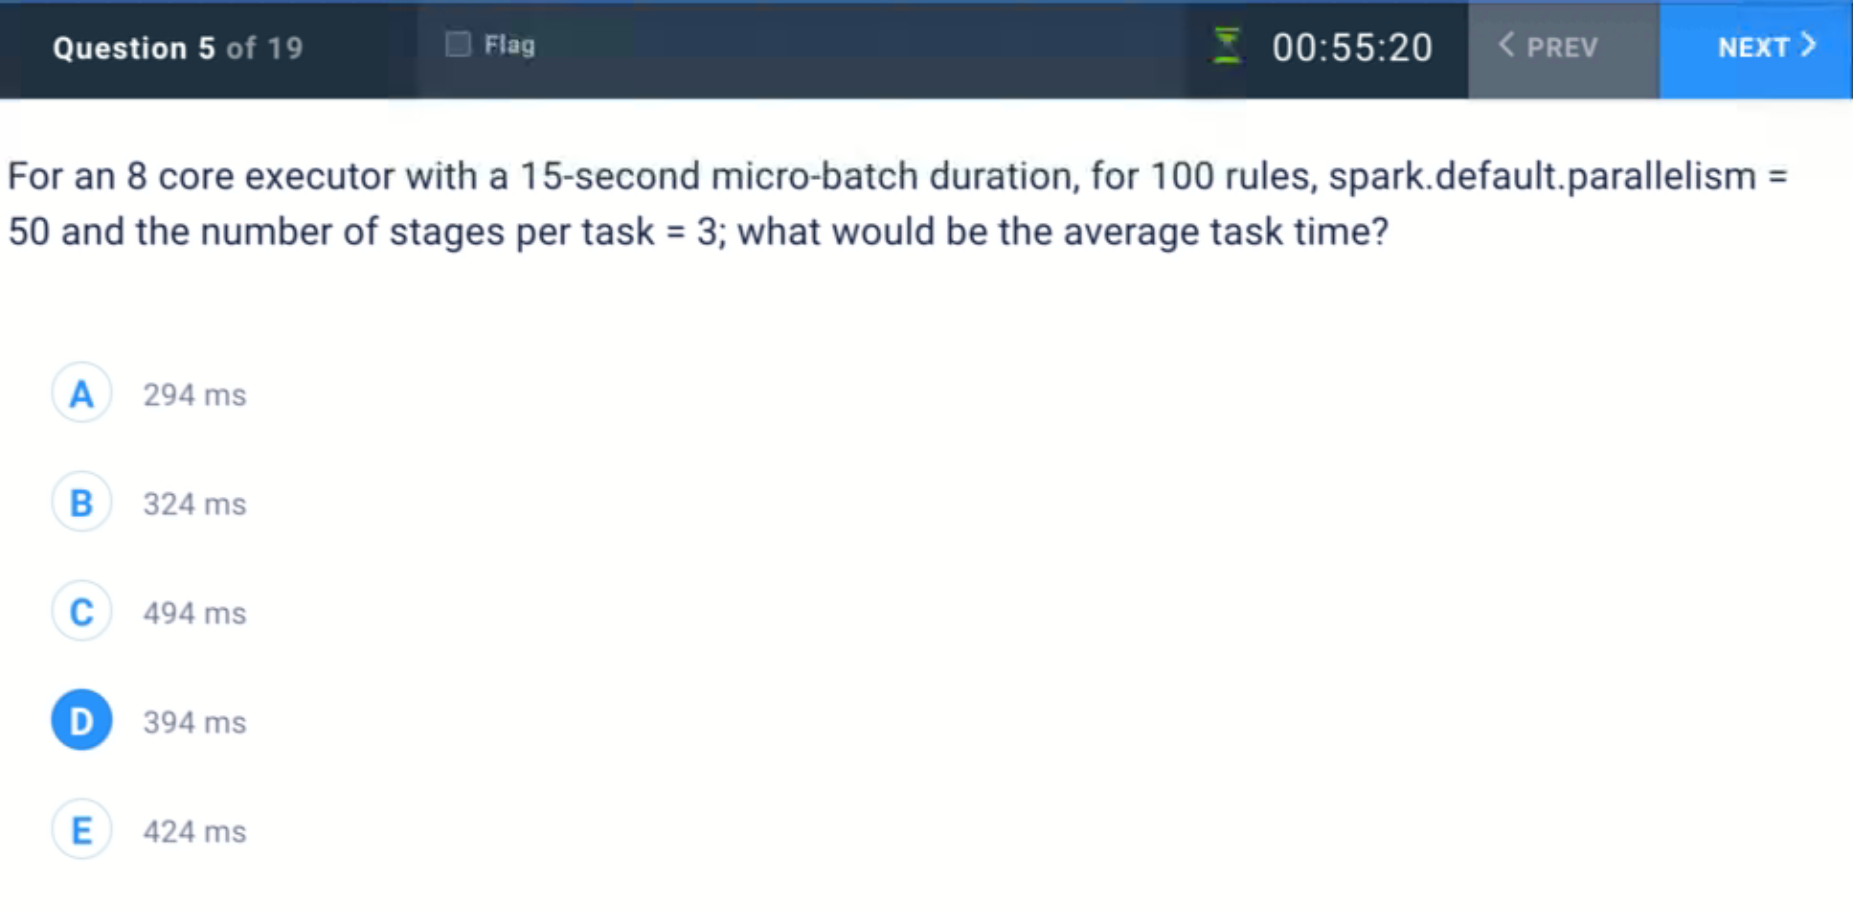 Question 5 of 19
Flag
00:55:20
PREV
NEXT
For an 8 core executor with a 15-second micro-batch duration, for 100 rules, spark.default.parallelism =
50 and the number of stages per task = 3; what would be the average task time?
A 294 ms
B 324 ms
C 494 ms
D 394 ms
E 424 ms